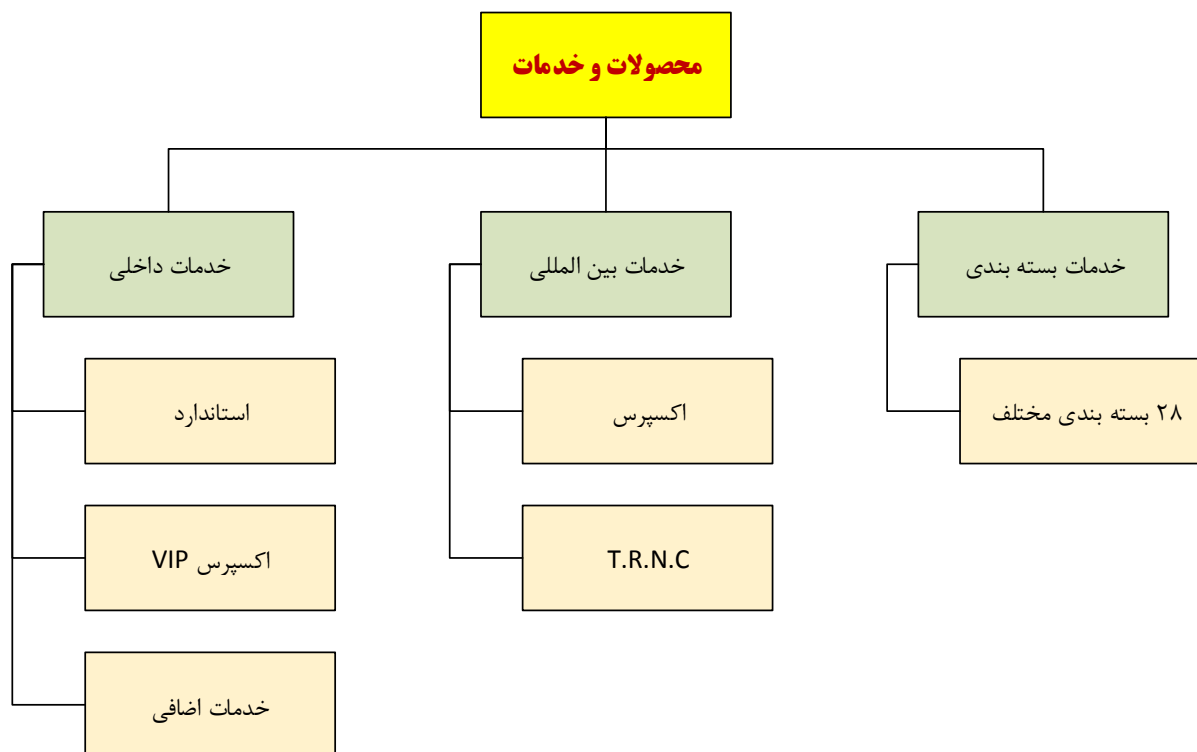 محصولات و خدمات
خدمات بسته بندی
خدمات بین المللی
خدمات داخلی
۲۸ بسته بندی مختلف
اکسپرس
استاندارد
T.R.N.C
اکسپرس VIP
خدمات اضافی